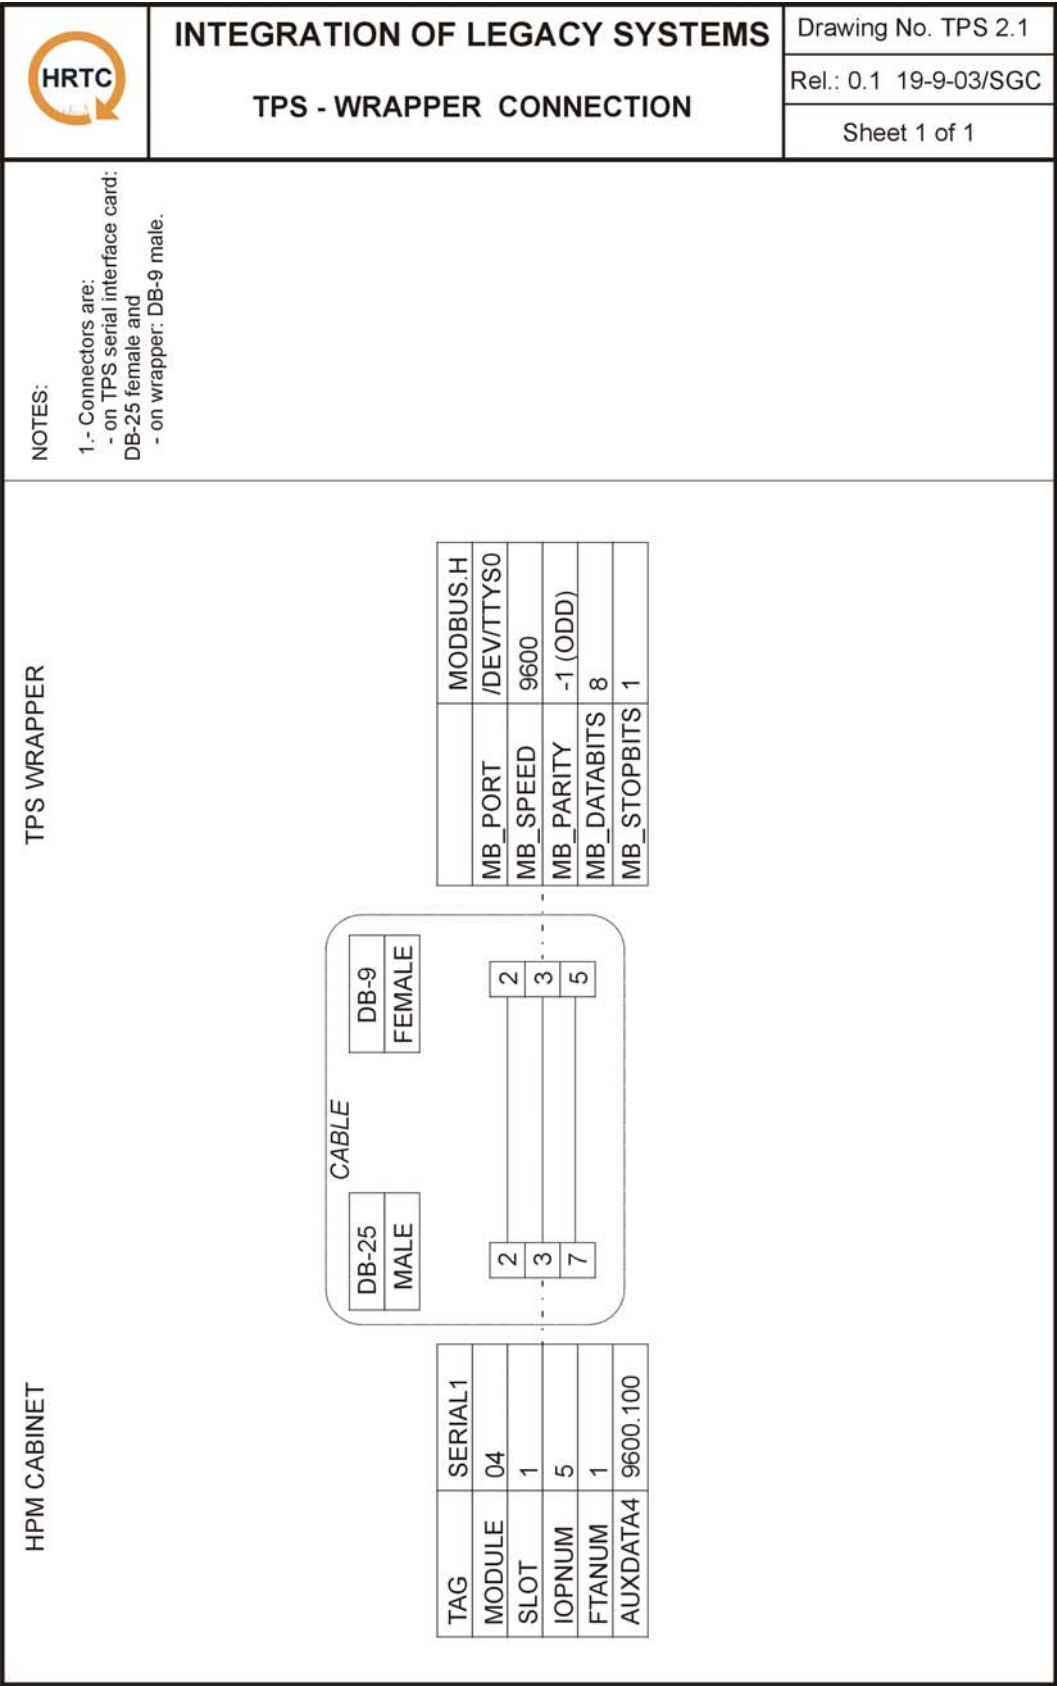 HRTC
INTEGRATION OF LEGACY SYSTEMS
TPS - WRAPPER CONNECTION
Drawing No. TPS 2.1
Rel.: 0.1 19-9-03/SGC
Sheet 1 of 1
HPM CABINET
TPS WRAPPER
NOTES:
1.- Connectors are:
- on TPS serial interface card:
DB-25 female and
- on wrapper: DB-9 male.
TAG SERIAL1
MODULE 04
SLOT 1
IOPNUM 5
FTANUM 1
AUXDATA4 9600.100
CABLE
DB-25
MALE
DB-9
FEMALE
2 2
3 3
7 5
MODBUS.H
MB_PORT /DEV/TTYS0
MB_SPEED 9600
MB_PARITY -1 (ODD)
MB_DATABITS 8
MB_STOPBITS 1